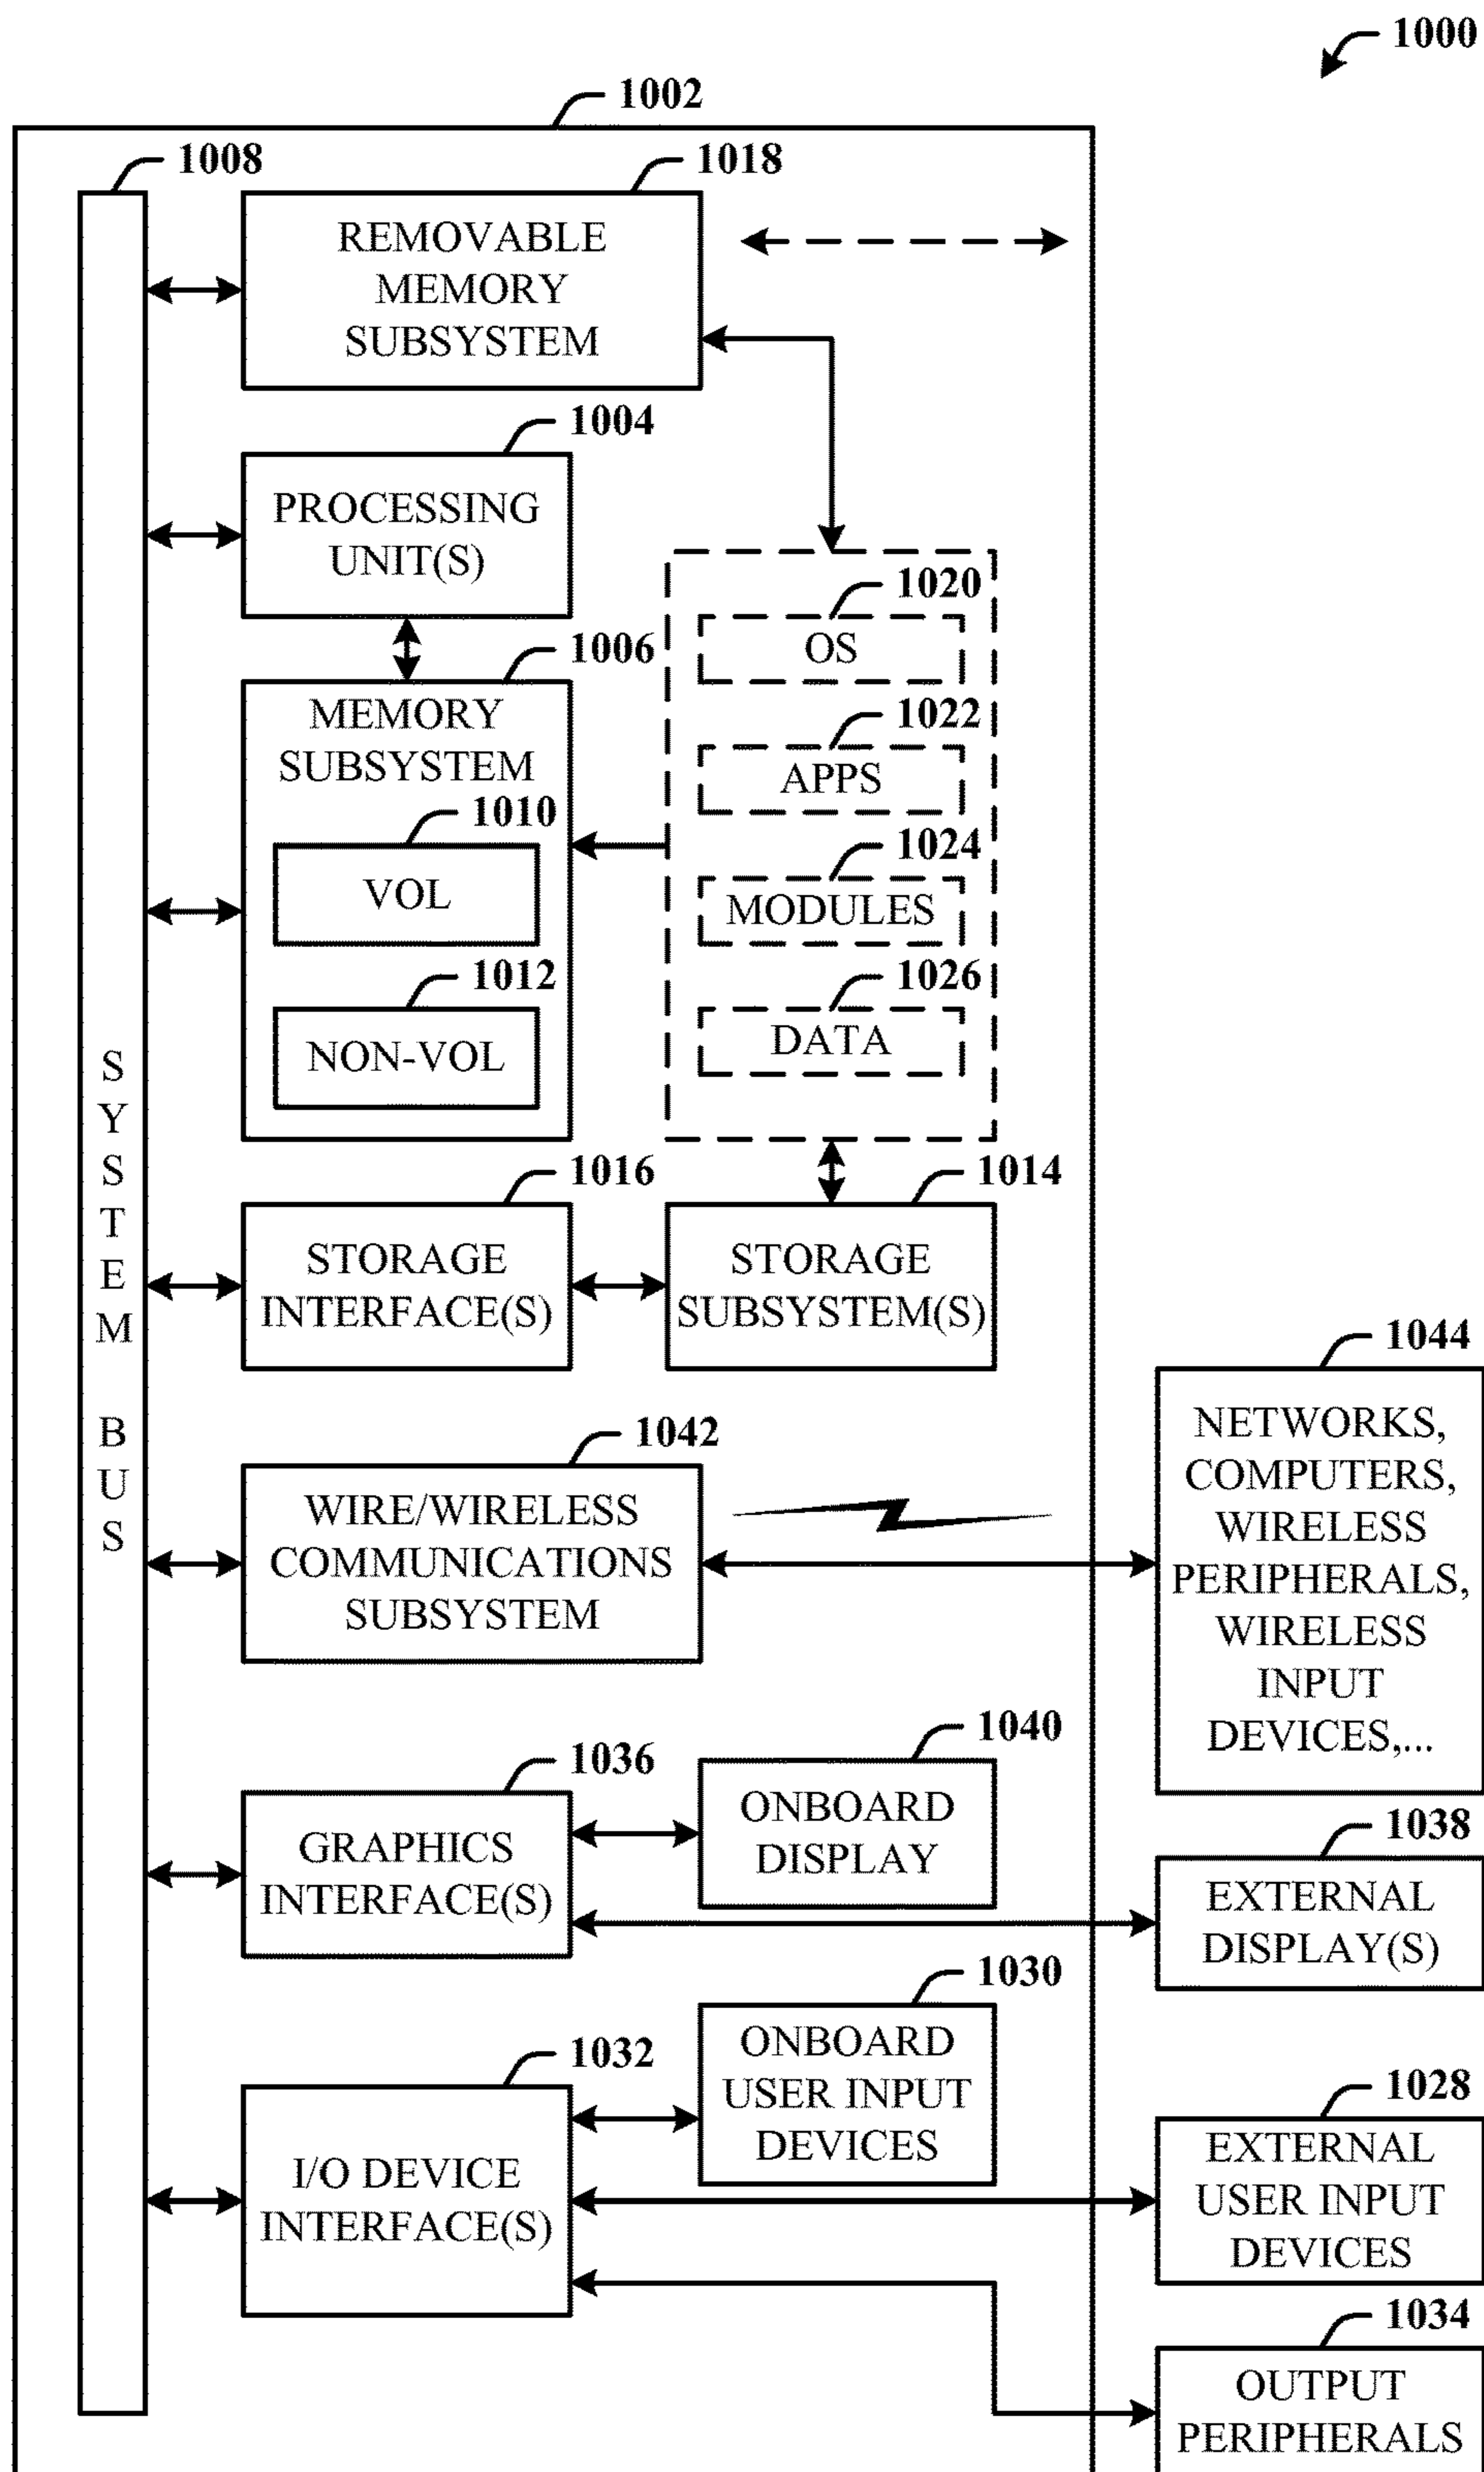 1000
1002
1008
1018
REMOVABLE
MEMORY
SUBSYSTEM
1004
PROCESSING
UNIT(S)
1020
OS
1006
MEMORY
SUBSYSTEM
1022
APPS
1010
VOL
1024
MODULES
1012
NON-VOL
1026
DATA
SYSTEM BUS
1016
STORAGE
INTERFACE(S)
1014
STORAGE
SUBSYSTEM(S)
1044
NETWORKS,
COMPUTERS,
WIRELESS
PERIPHERALS,
WIRELESS
INPUT
DEVICES,...
1042
WIRE/WIRELESS
COMMUNICATIONS
SUBSYSTEM
1036
GRAPHICS
INTERFACE(S)
1040
ONBOARD
DISPLAY
1038
EXTERNAL
DISPLAY(S)
1030
ONBOARD
USER INPUT
DEVICES
1032
I/O DEVICE
INTERFACE(S)
1028
EXTERNAL
USER INPUT
DEVICES
1034
OUTPUT
PERIPHERALS